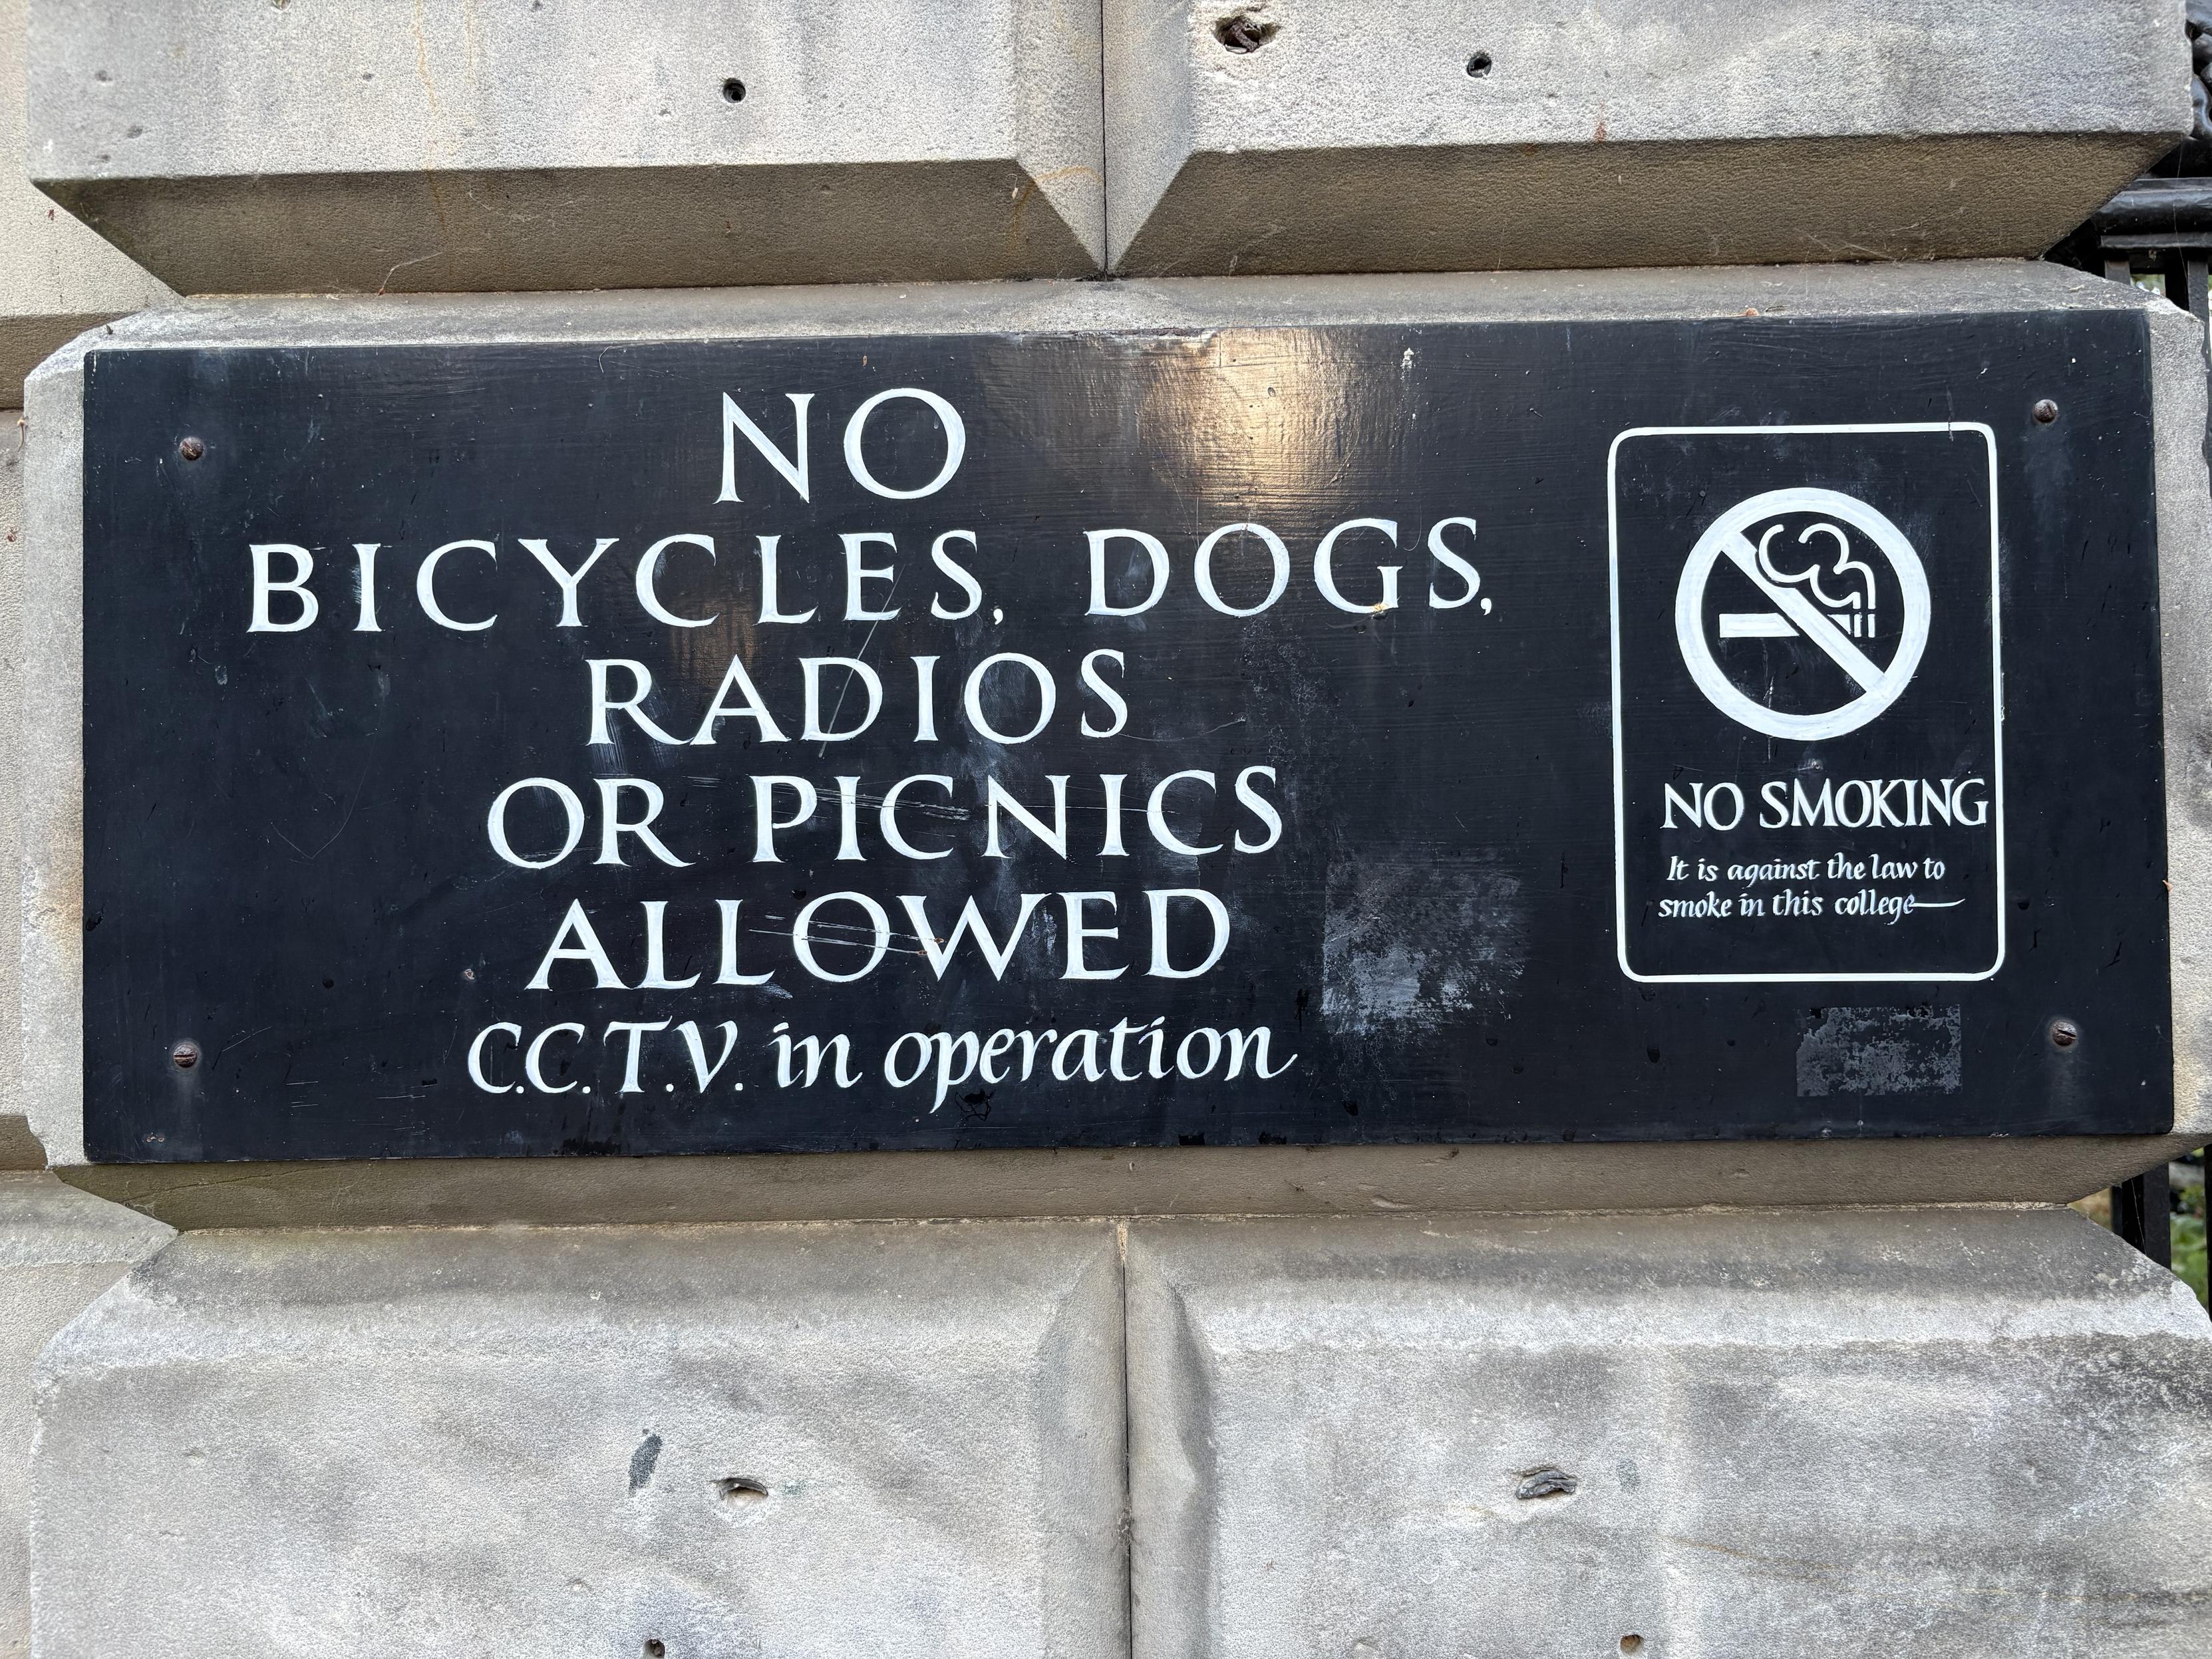 NO
BICYCLES, DOGS,
RADIOS
OR PICNICS
ALLOWED
C.C.T.V. in operation
NO SMOKING
It is against the law to
smoke in this college